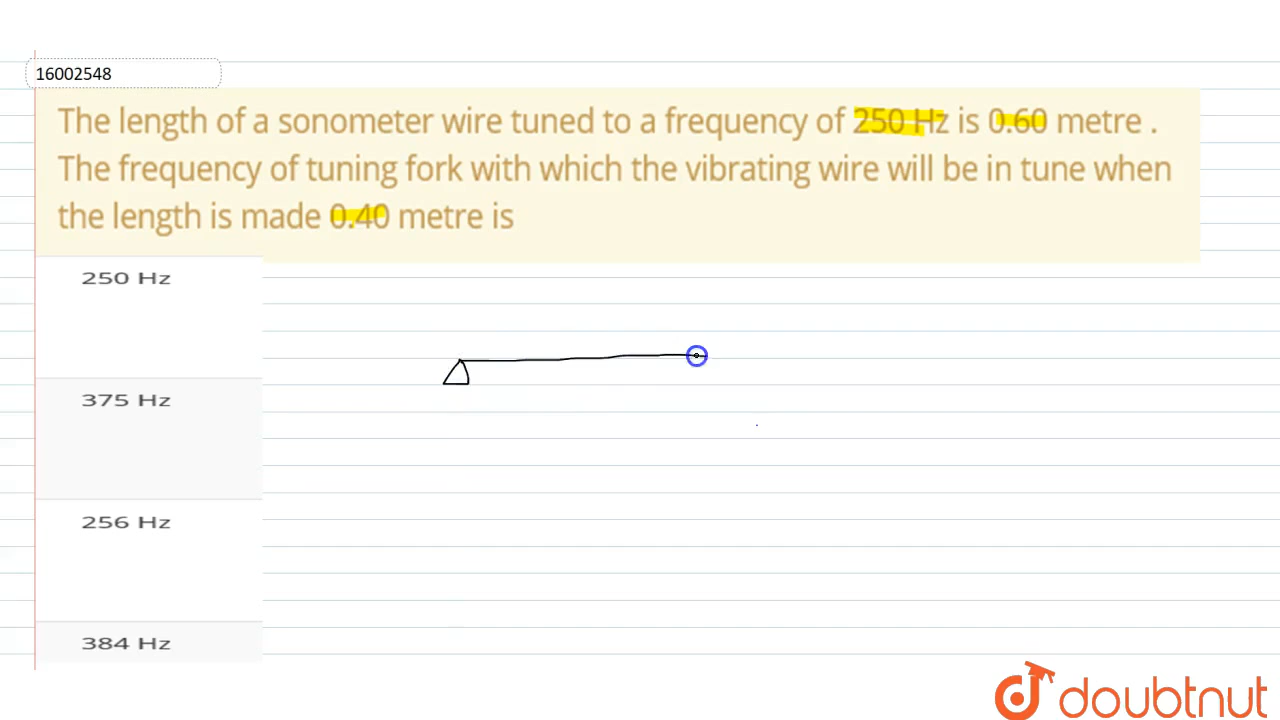 16002548
The length of a sonometer wire tuned to a frequency of 250 Hz is 0.60 metre .
The frequency of tuning fork with which the vibrating wire will be in tune when
the length is made 0.40 metre is
250 Hz
375 Hz
256 Hz
384 Hz
doubtnut